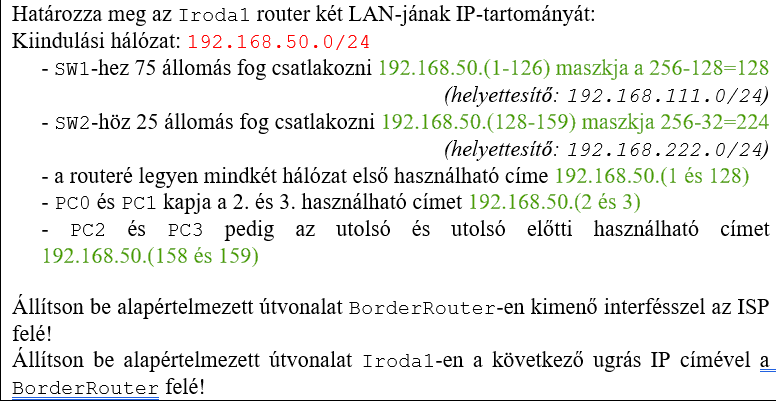 Határozza meg az Iroda1 router két LAN-jának IP-tartományát:
Kiindulási hálózat: 192.168.50.0/24
- SW1-hez 75 állomás fog csatlakozni 192.168.50.(1-126) maszkja a 256-128=128
(helyettesítő: 192.168.111.0/24)
- SW2-höz 25 állomás fog csatlakozni 192.168.50.(128-159) maszkja 256-32=224
(helyettesítő: 192.168.222.0/24)
- a routeré legyen mindkét hálózat első használható címe 192.168.50.(1 és 128)
- PC0 és PC1 kapja a 2. és 3. használható címet 192.168.50.(2 és 3)
- PC2 és PC3 pedig az utolsó és utolsó előtti használható címet
192.168.50.(158 és 159)
Állítson be alapértelmezett útvonalat BorderRouter-en kimenő interfésszel az ISP
felé!
Állítson be alapértelmezett útvonalat Iroda1-en a következő ugrás IP címével a
BorderRouter felé!